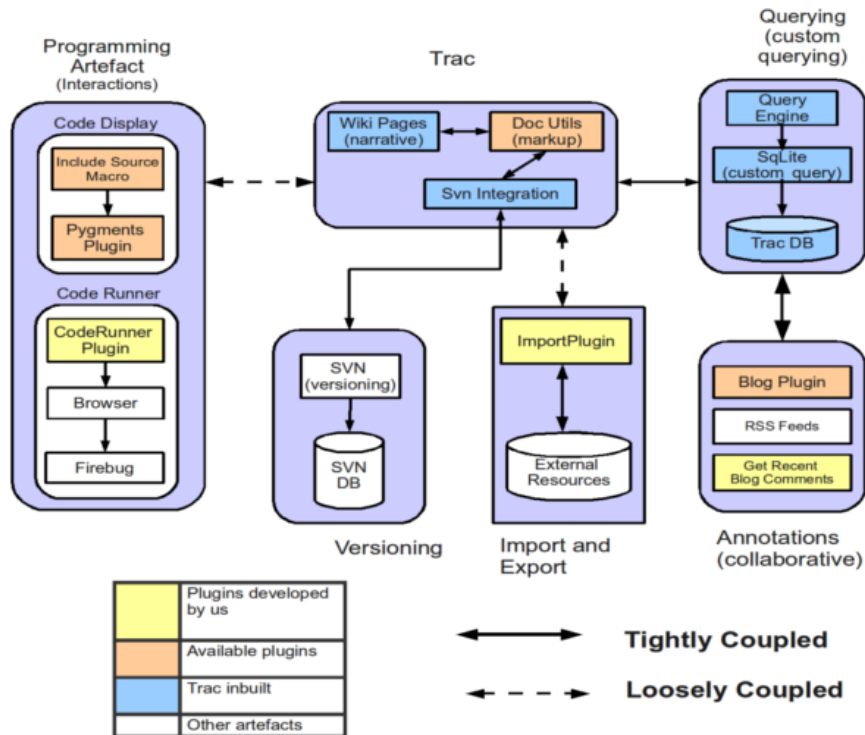 Programming
Artefact
(Interactions)
Code Display
Include Source
Macro
Pygments
Plugin
Code Runner
CodeRunner
Plugin
Browser
Firebug
Trac
Wiki Pages
(narrative)
Doc Utils
(markup)
Svn Integration
Querying
(custom
querying)
Query
Engine
SqLite
(custom_query)
Trac DB
SVN
(versioning)
SVN
DB
Versioning
ImportPlugin
External
Resources
Import and
Export
Blog Plugin
RSS Feeds
Get Recent
Blog Comments
Annotations
(collaborative)
Plugins developed
by us
Available plugins
Trac inbuilt
Other artefacts
Tightly Coupled
Loosely Coupled